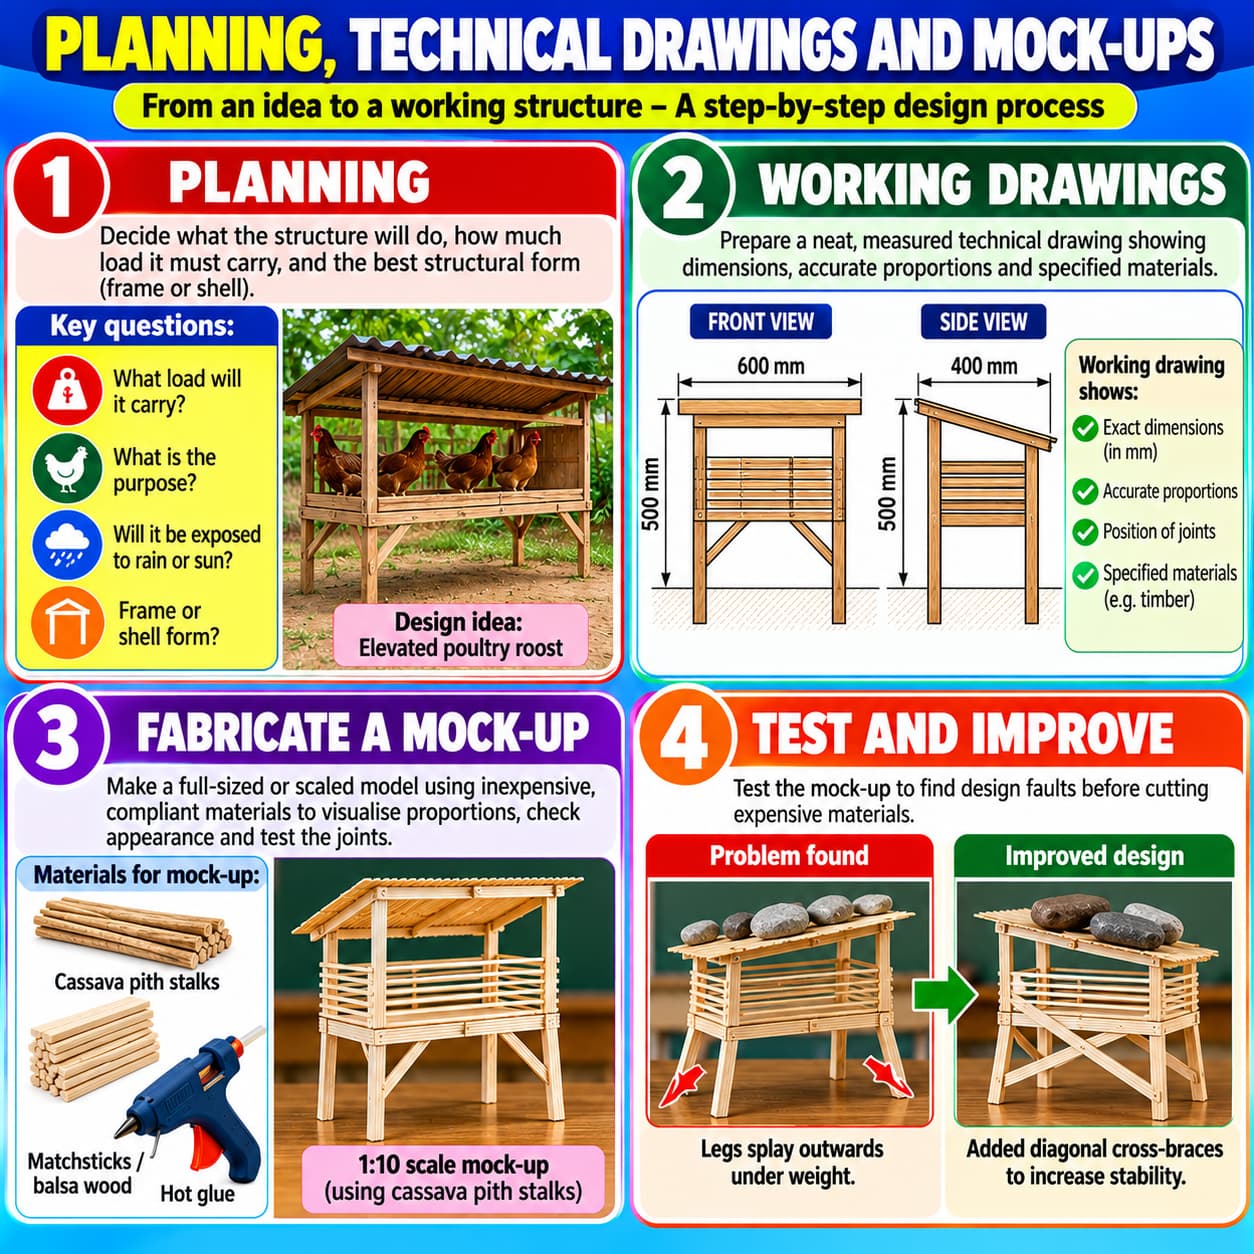 PLANNING, TECHNICAL DRAWINGS AND MOCK-UPS
From an idea to a working structure – A step-by-step design process
1
PLANNING
Decide what the structure will do, how much
load it must carry, and the best structural form
(frame or shell).
Key questions:
What load will
it carry?
What is the
purpose?
Will it be exposed
to rain or sun?
Frame or
shell form?
Design idea:
Elevated poultry roost
2
WORKING DRAWINGS
Prepare a neat, measured technical drawing showing
dimensions, accurate proportions and specified materials.
FRONT VIEW
SIDE VIEW
600 mm
400 mm
500 mm
500 mm
Working drawing
shows:
Exact dimensions
(in mm)
Accurate proportions
Position of joints
Specified materials
(e.g. timber)
3
FABRICATE A MOCK-UP
Make a full-sized or scaled model using inexpensive,
compliant materials to visualise proportions, check
appearance and test the joints.
Materials for mock-up:
Cassava pith stalks
Matchsticks /
balsa wood
Hot glue
1:10 scale mock-up
(using cassava pith stalks)
4
TEST AND IMPROVE
Test the mock-up to find design faults before cutting
expensive materials.
Problem found
Improved design
Legs splay outwards
under weight.
Added diagonal cross-braces
to increase stability.